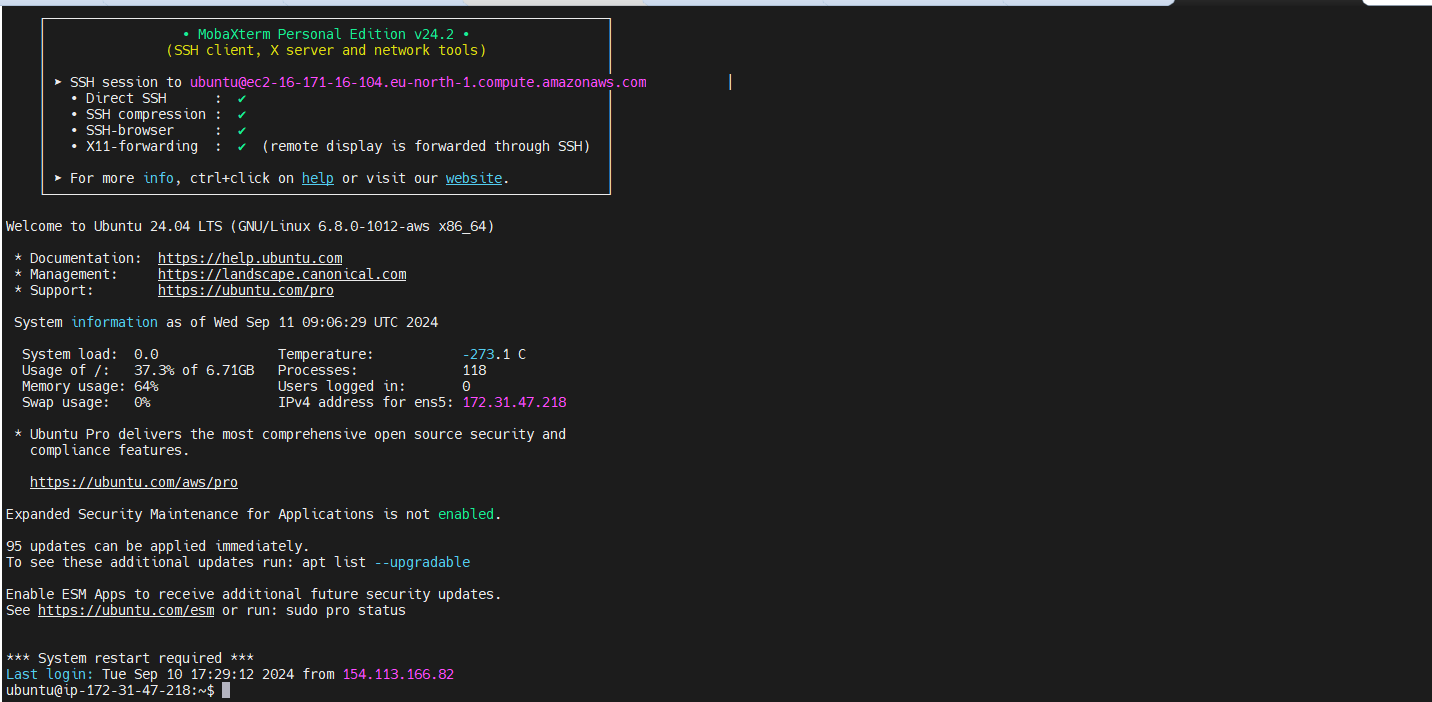 • MobaXterm Personal Edition v24.2 •
(SSH client, X server and network tools)
➤ SSH session to ubuntu@ec2-16-171-16-104.eu-north-1.compute.amazonaws.com
• Direct SSH : ✔
• SSH compression : ✔
• SSH-browser : ✔
• X11-forwarding : ✔ (remote display is forwarded through SSH)
➤ For more info, ctrl+click on help or visit our website.
Welcome to Ubuntu 24.04 LTS (GNU/Linux 6.8.0-1012-aws x86_64)
* Documentation: https://help.ubuntu.com
* Management: https://landscape.canonical.com
* Support: https://ubuntu.com/pro
System information as of Wed Sep 11 09:06:29 UTC 2024
System load: 0.0 Temperature: -273.1 C
Usage of /: 37.3% of 6.71GB Processes: 118
Memory usage: 64% Users logged in: 0
Swap usage: 0% IPv4 address for ens5: 172.31.47.218
* Ubuntu Pro delivers the most comprehensive open source security and
compliance features.
https://ubuntu.com/aws/pro
Expanded Security Maintenance for Applications is not enabled.
95 updates can be applied immediately.
To see these additional updates run: apt list --upgradable
Enable ESM Apps to receive additional future security updates.
See https://ubuntu.com/esm or run: sudo pro status
*** System restart required ***
Last login: Tue Sep 10 17:29:12 2024 from 154.113.166.82
ubuntu@ip-172-31-47-218:~$